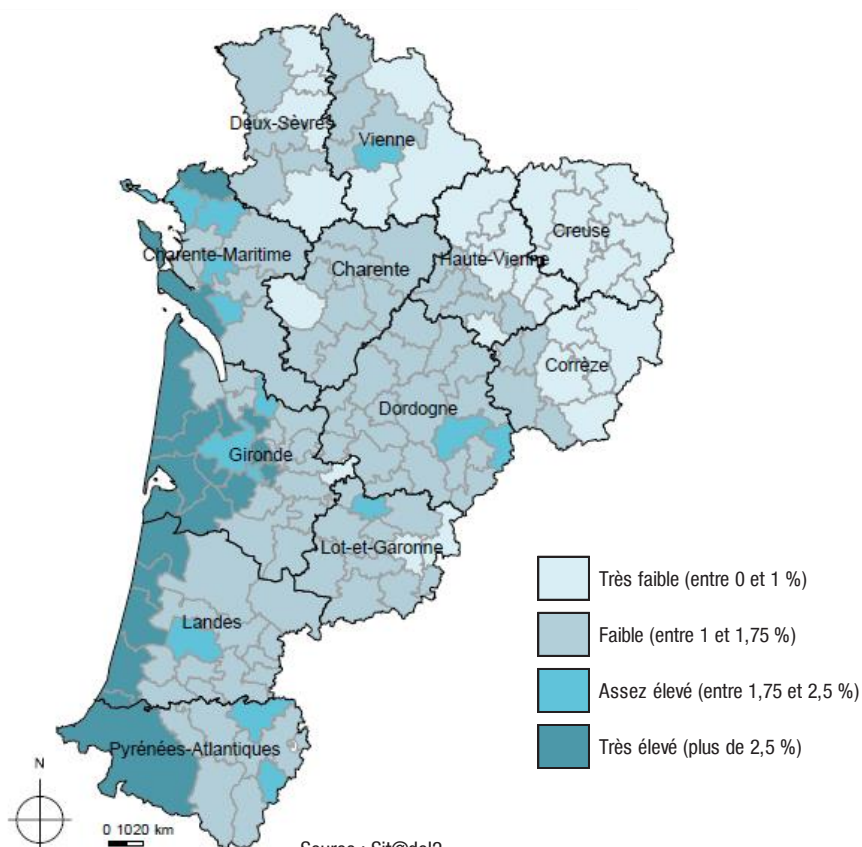 Deux-Sèvres
Vienne
Creuse
Charente-Maritime
Haute-Vienne
Charente
Corrèze
Dordogne
Gironde
Lot-et-Garonne
Landes
Pyrénées-Atlantiques
Très faible (entre 0 et 1 %)
Faible (entre 1 et 1,75 %)
Assez élevé (entre 1,75 et 2,5 %)
Très élevé (plus de 2,5 %)
N
0 1020 km
Source : Sit@del2